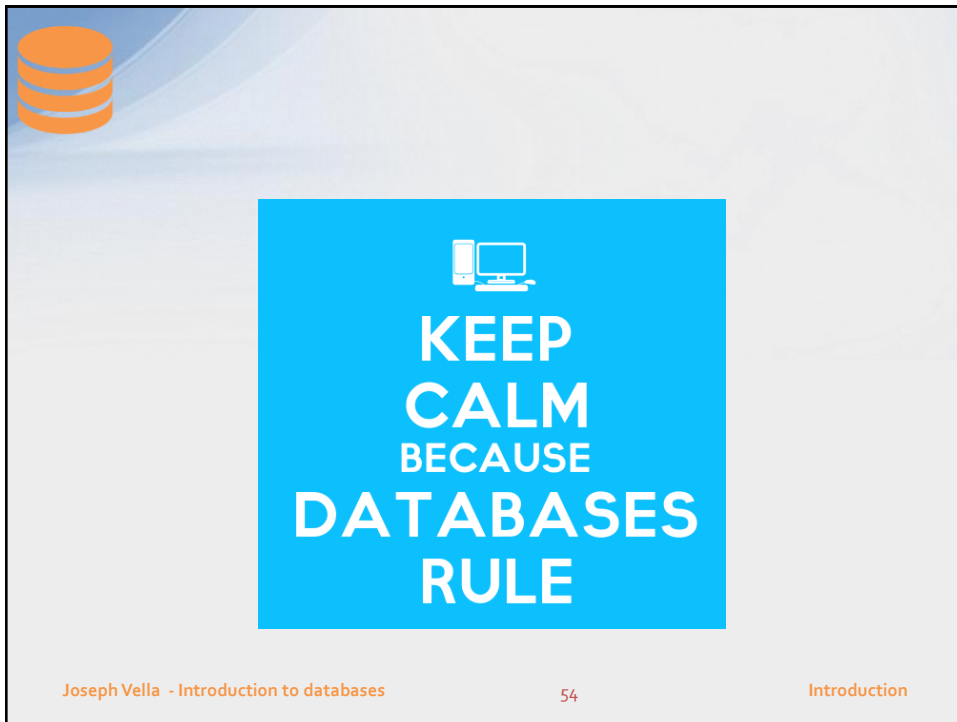 KEEP
CALM
BECAUSE
DATABASES
RULE
Joseph Vella - Introduction to databases
54
Introduction